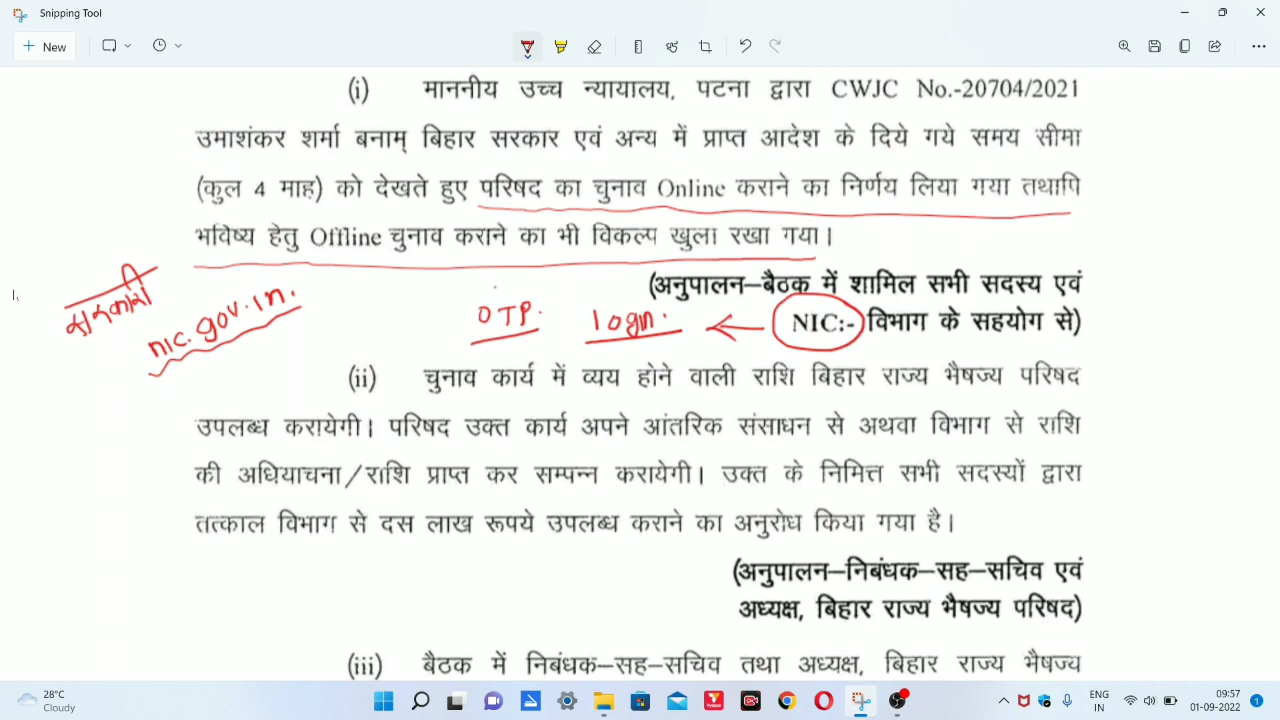 Snipping Tool
New
(i) माननीय उच्च न्यायालय, पटना द्वारा CWJC No.-20704/2021
उमाशंकर शर्मा बनाम् बिहार सरकार एवं अन्य में प्राप्त आदेश के दिये गये समय सीमा
(कुल 4 माह) को देखते हुए परिषद का चुनाव Online कराने का निर्णय लिया गया तथापि
भविष्य हेतु Offline चुनाव कराने का भी विकल्प खुला रखा गया।
(अनुपालन–बैठक में शामिल सभी सदस्य एवं
NIC:- विभाग के सहयोग से)
सरकारी
nic.gov.in.
OTP.
login.
(ii) चुनाव कार्य में व्यय होने वाली राशि बिहार राज्य भैषज्य परिषद
उपलब्ध करायेगी। परिषद उक्त कार्य अपने आंतरिक संसाधन से अथवा विभाग से राशि
की अधियाचना/राशि प्राप्त कर सम्पन्न करायेगी। उक्त के निमित्त सभी सदस्यों द्वारा
तत्काल विभाग से दस लाख रूपये उपलब्ध कराने का अनुरोध किया गया है।
(अनुपालन–निबंधक–सह–सचिव एवं
अध्यक्ष, बिहार राज्य भैषज्य परिषद)
(iii) बैठक में निबंधक–सह–सचिव तथा अध्यक्ष, बिहार राज्य भैषज्य
28°C
Cloudy
ENG
IN
01:57
01-09-2022